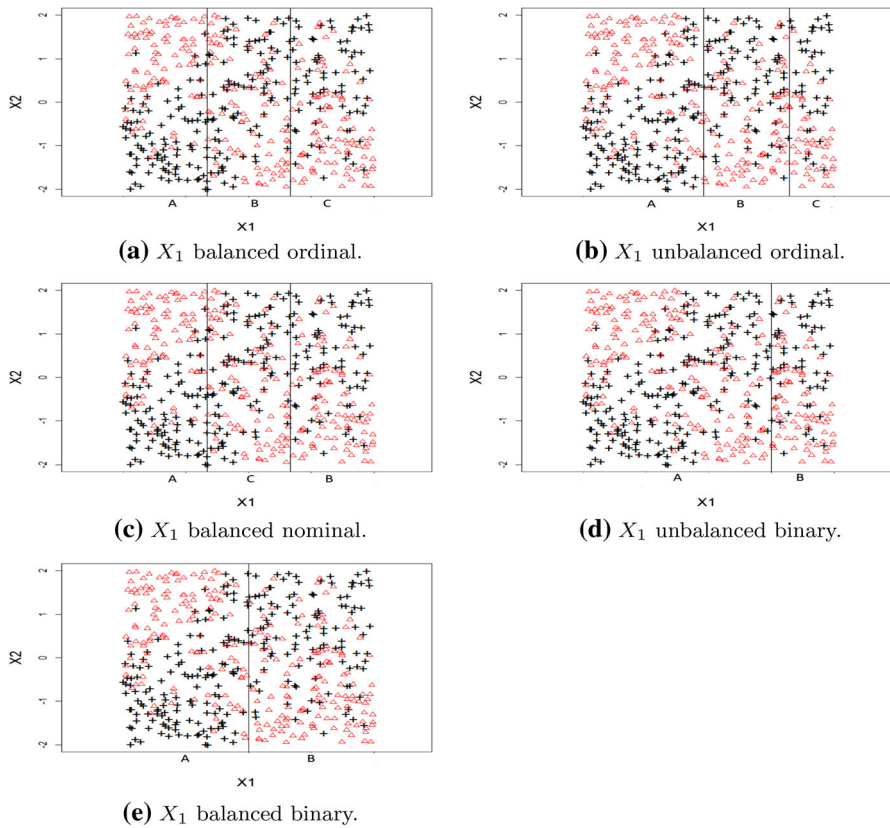 X2
2
1
0
-1
-2
A B C
X1
(a) X₁ balanced ordinal.
X2
2
1
0
-1
-2
A B C
X1
(b) X₁ unbalanced ordinal.
X2
2
1
0
-1
-2
A C B
X1
(c) X₁ balanced nominal.
X2
2
1
0
-1
-2
A B
X1
(d) X₁ unbalanced binary.
X2
2
1
0
-1
-2
A B
X1
(e) X₁ balanced binary.